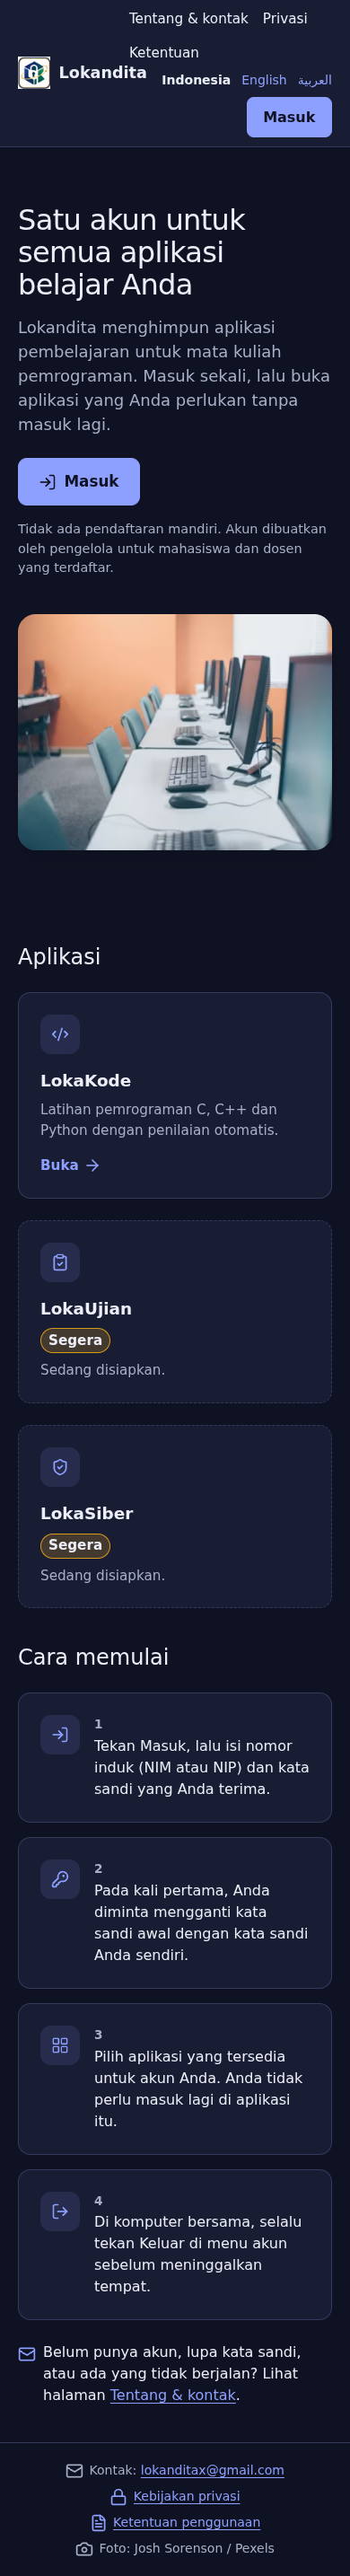 Tentang & kontak Privasi
Ketentuan
Lokandita
Indonesia English العربية
Masuk
Satu akun untuk
semua aplikasi
belajar Anda
Lokandita menghimpun aplikasi
pembelajaran untuk mata kuliah
pemrograman. Masuk sekali, lalu buka
aplikasi yang Anda perlukan tanpa
masuk lagi.
Masuk
Tidak ada pendaftaran mandiri. Akun dibuatkan
oleh pengelola untuk mahasiswa dan dosen
yang terdaftar.
Aplikasi
LokaKode
Latihan pemrograman C, C++ dan
Python dengan penilaian otomatis.
Buka
LokaUjian
Segera
Sedang disiapkan.
LokaSiber
Segera
Sedang disiapkan.
Cara memulai
1
Tekan Masuk, lalu isi nomor
induk (NIM atau NIP) dan kata
sandi yang Anda terima.
2
Pada kali pertama, Anda
diminta mengganti kata
sandi awal dengan kata sandi
Anda sendiri.
3
Pilih aplikasi yang tersedia
untuk akun Anda. Anda tidak
perlu masuk lagi di aplikasi
itu.
4
Di komputer bersama, selalu
tekan Keluar di menu akun
sebelum meninggalkan
tempat.
Belum punya akun, lupa kata sandi,
atau ada yang tidak berjalan? Lihat
halaman Tentang & kontak.
Kontak: lokanditax@gmail.com
Kebijakan privasi
Ketentuan penggunaan
Foto: Josh Sorenson / Pexels